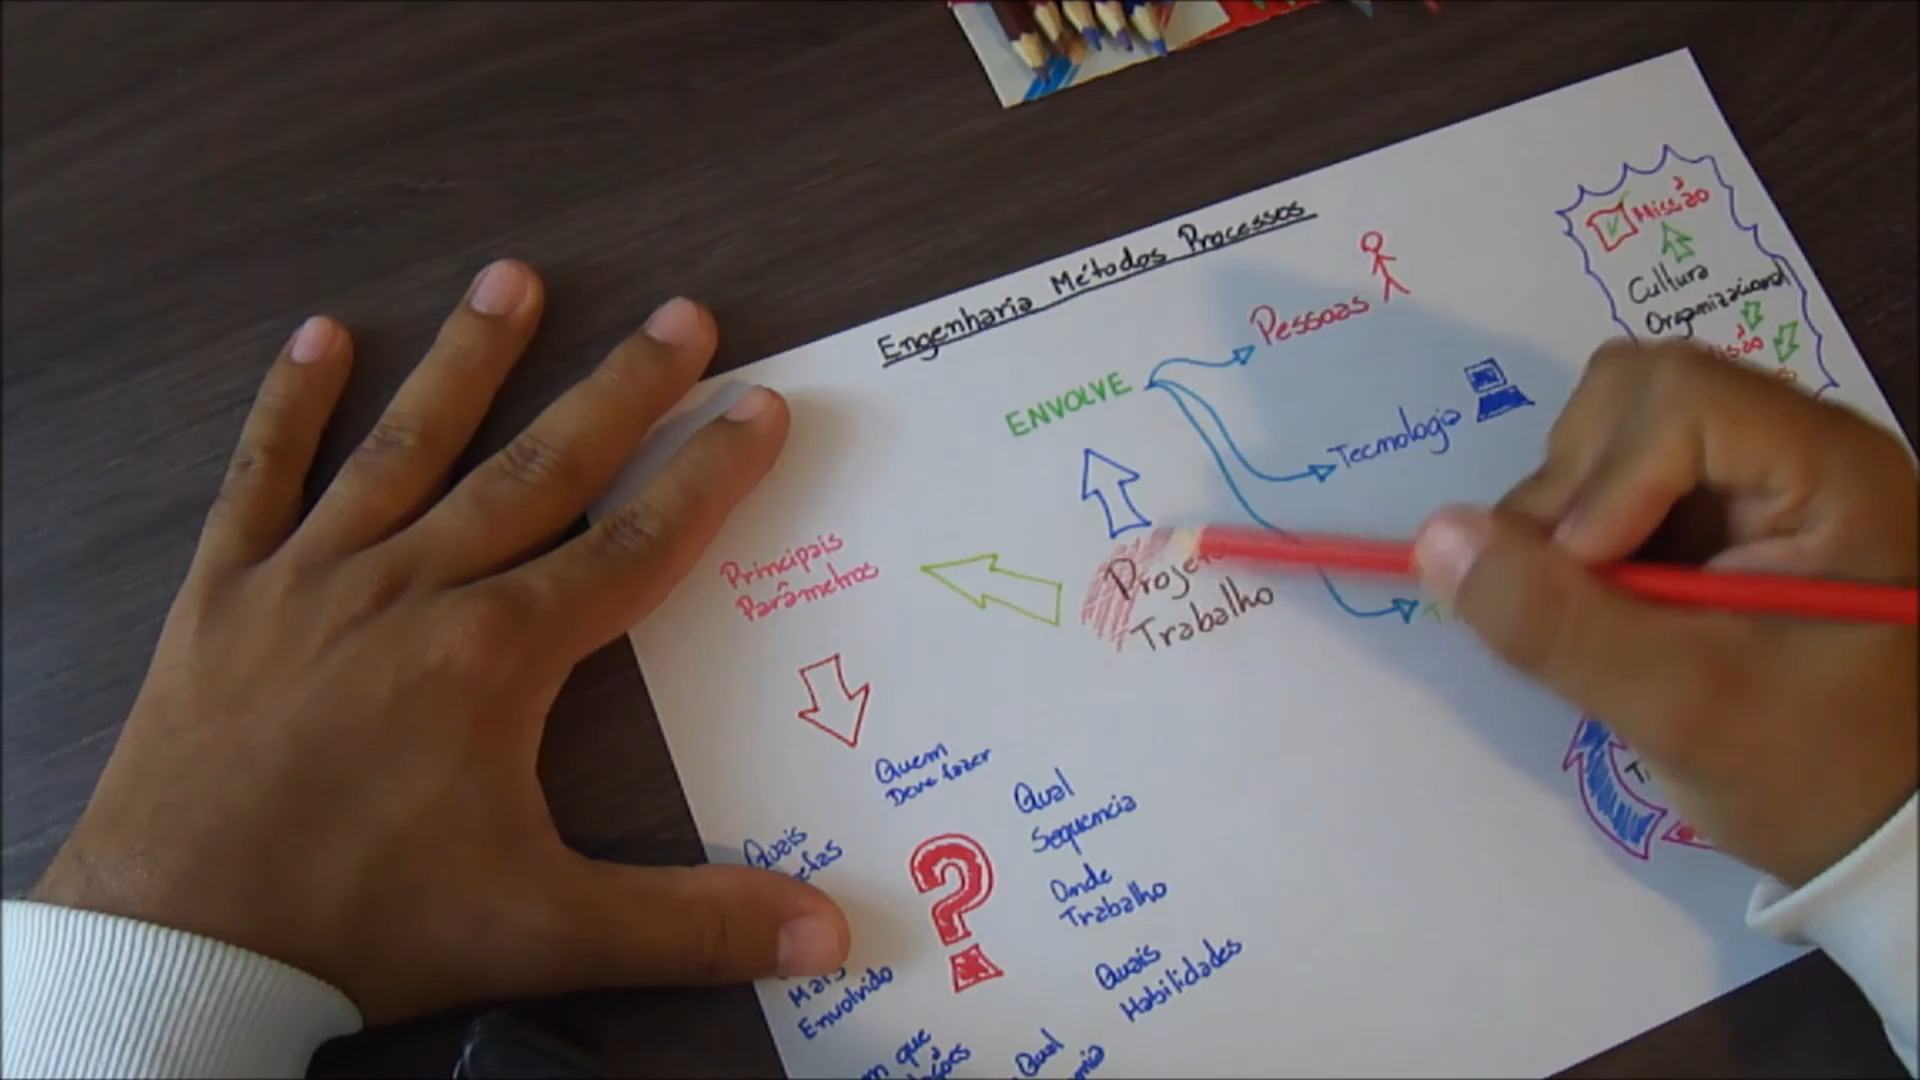 Engenharia Métodos Processos
ENVOLVE
Pessoas
Tecnologia
Missão
Cultura
Organizacional
Principais
Parâmetros
Trabalho
Quem
Deve fazer
Qual
Sequencia
Quais
Onde
Trabalho
Quais
Habilidades
Mais
Envolvido
que
Qual